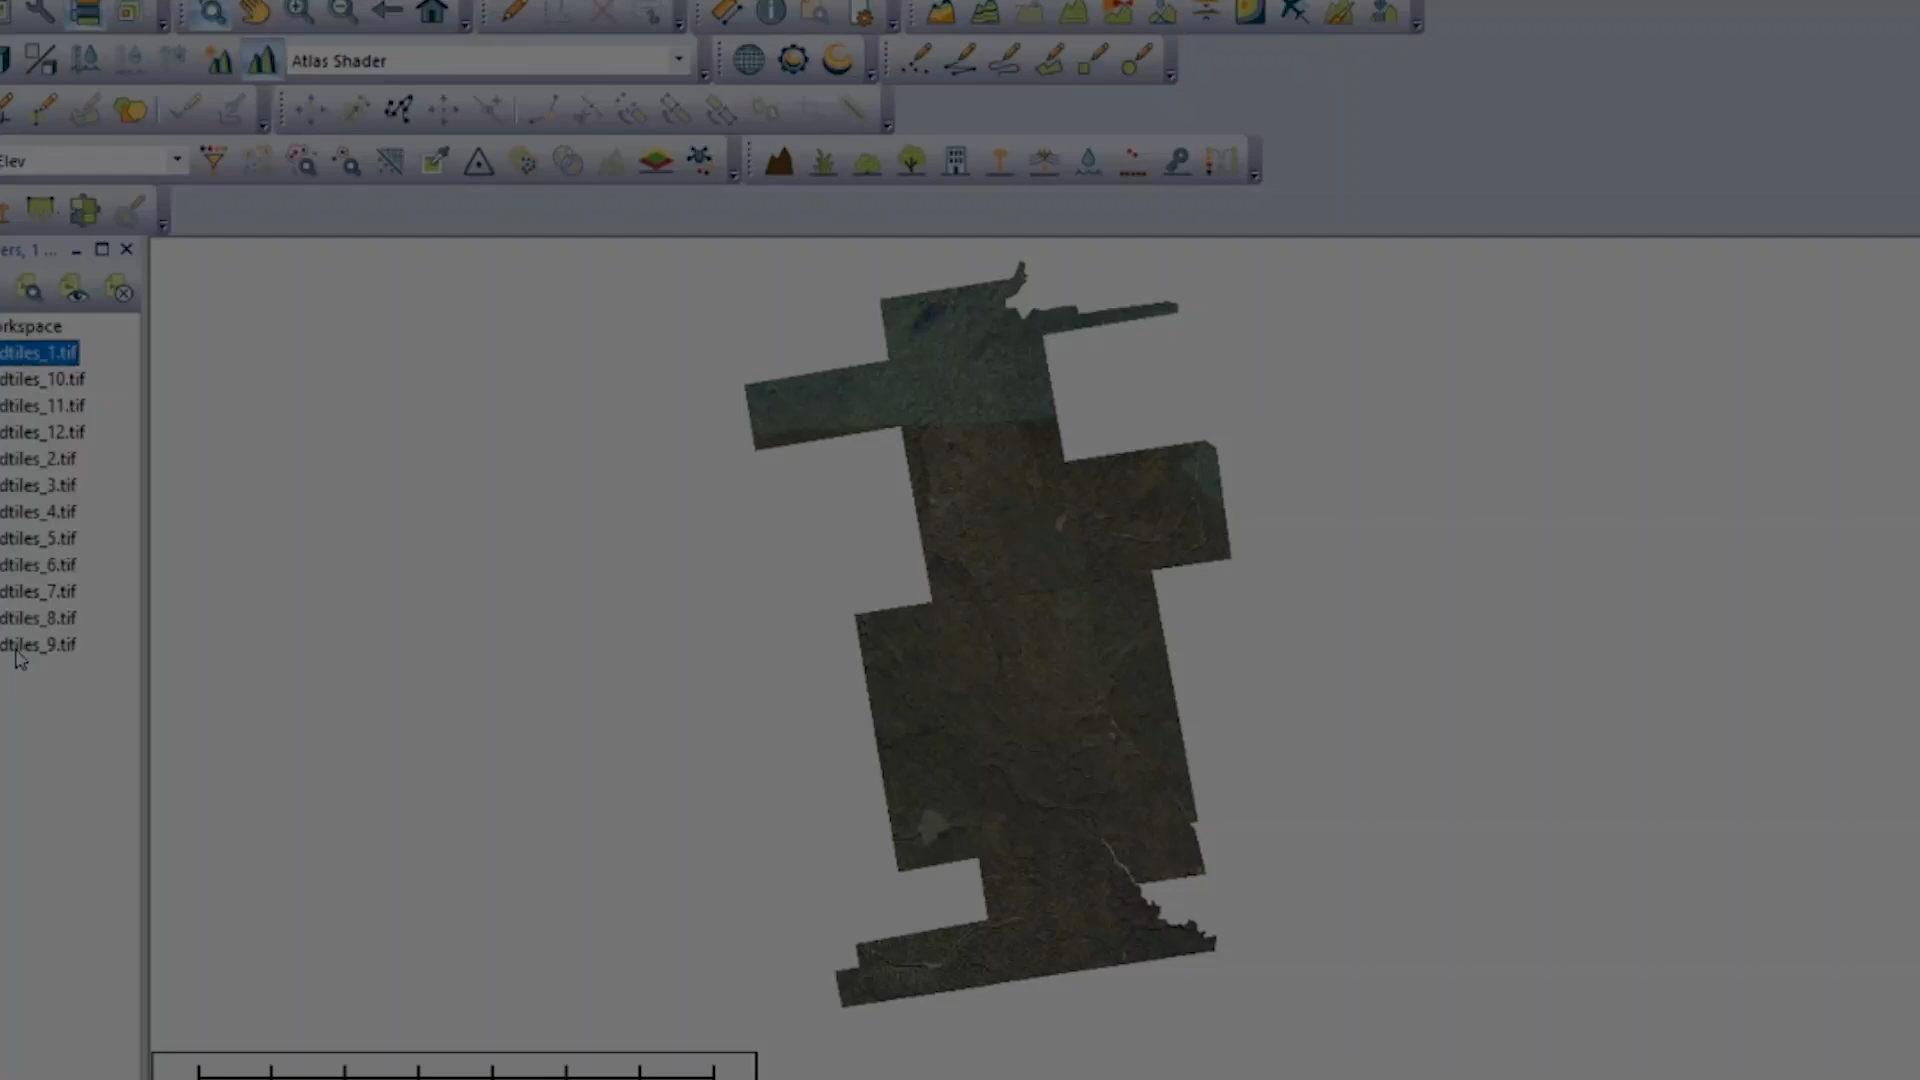 Atlas Shader
Elev
ers, 1 ...
orkspace
dtiles_1.tif
dtiles_10.tif
dtiles_11.tif
dtiles_12.tif
dtiles_2.tif
dtiles_3.tif
dtiles_4.tif
dtiles_5.tif
dtiles_6.tif
dtiles_7.tif
dtiles_8.tif
dtiles_9.tif